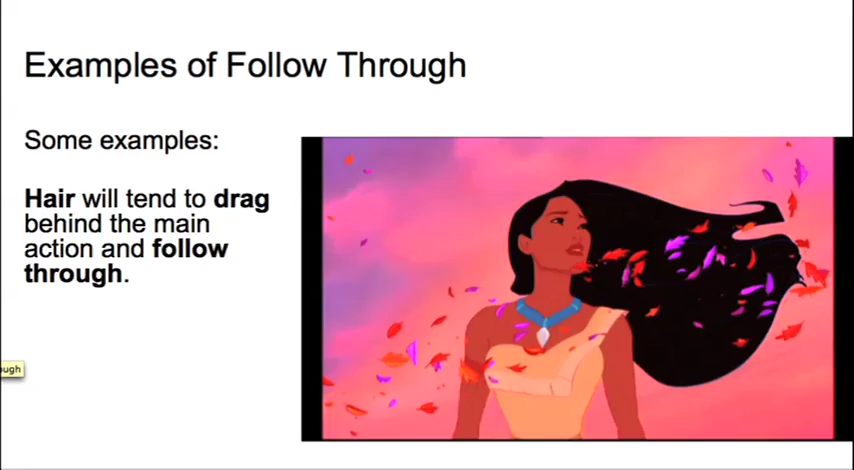 Examples of Follow Through
Some examples:
Hair will tend to drag
behind the main
action and follow
through.
ough